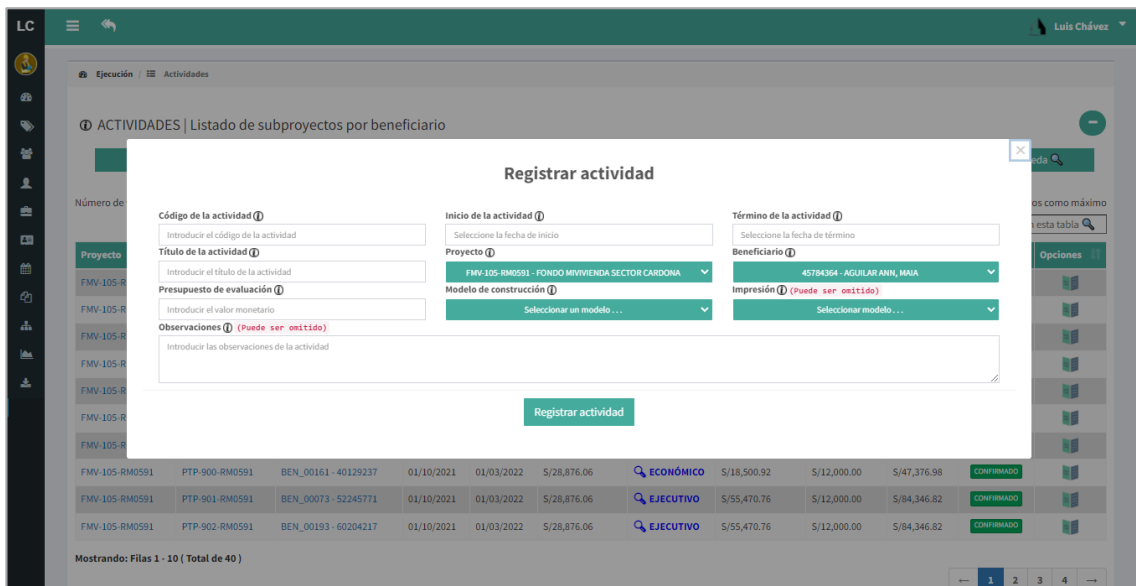 LC
Luis Chávez
Ejecución / Actividades
ACTIVIDADES | Listado de subproyectos por beneficiario
eda
Número de
os como máximo
esta tabla
Registrar actividad
×
Código de la actividad
Inicio de la actividad
Término de la actividad
Introducir el código de la actividad
Seleccione la fecha de inicio
Seleccione la fecha de término
Título de la actividad
Proyecto
Beneficiario
Introducir el título de la actividad
FMV-105-RM0591 - FONDO MIVIVIENDA SECTOR CARDONA
45784364 - AGUILAR ANN, MAIA
Presupuesto de evaluación
Modelo de construcción
Impresión (Puede ser omitido)
Introducir el valor monetario
Seleccionar un modelo . . .
Seleccionar modelo . . .
Observaciones (Puede ser omitido)
Introducir las observaciones de la actividad
Registrar actividad
Proyecto
Opciones
FMV-105-R
FMV-105-R
FMV-105-R
FMV-105-R
FMV-105-R
FMV-105-R
FMV-105-R
FMV-105-RM0591 PTP-900-RM0591 BEN_00161 - 40129237 01/10/2021 01/03/2022 S/28,876.06 ECONÓMICO S/18,500.92 S/12,000.00 S/47,376.98 CONFIRMADO
FMV-105-RM0591 PTP-901-RM0591 BEN_00073 - 52245771 01/10/2021 01/03/2022 S/28,876.06 EJECUTIVO S/55,470.76 S/12,000.00 S/84,346.82 CONFIRMADO
FMV-105-RM0591 PTP-902-RM0591 BEN_00193 - 60204217 01/10/2021 01/03/2022 S/28,876.06 EJECUTIVO S/55,470.76 S/12,000.00 S/84,346.82 CONFIRMADO
Mostrando: Filas 1 - 10 ( Total de 40 )
← 1 2 3 4 →